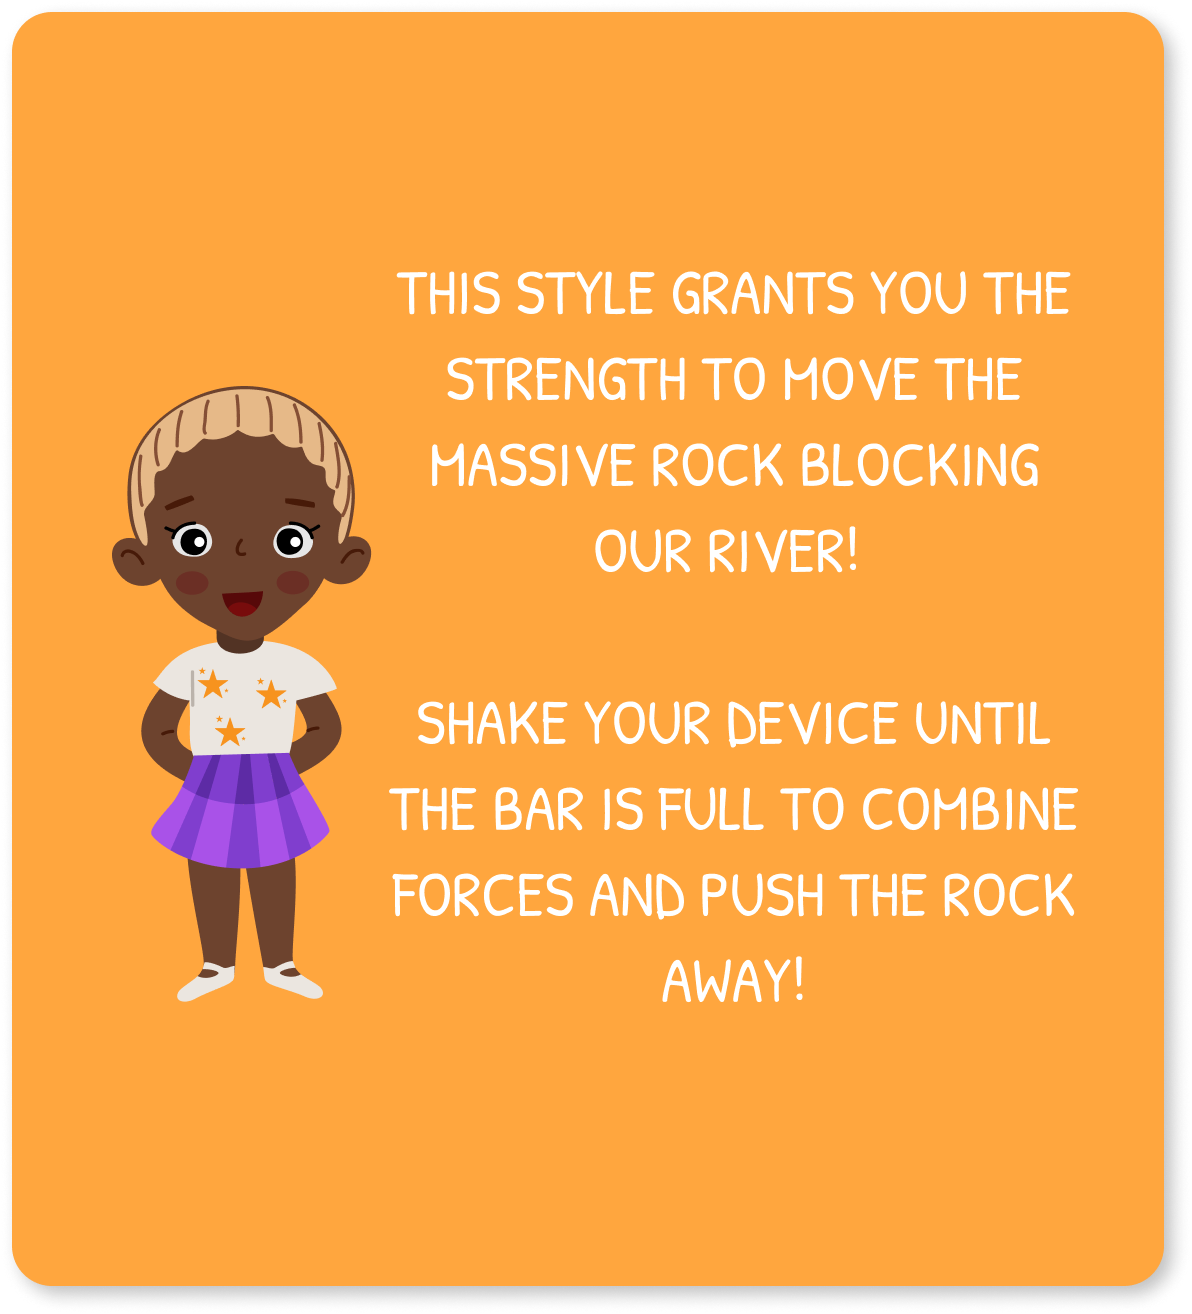 THIS STYLE GRANTS YOU THE
STRENGTH TO MOVE THE
MASSIVE ROCK BLOCKING
OUR RIVER!
SHAKE YOUR DEVICE UNTIL
THE BAR IS FULL TO COMBINE
FORCES AND PUSH THE ROCK
AWAY!